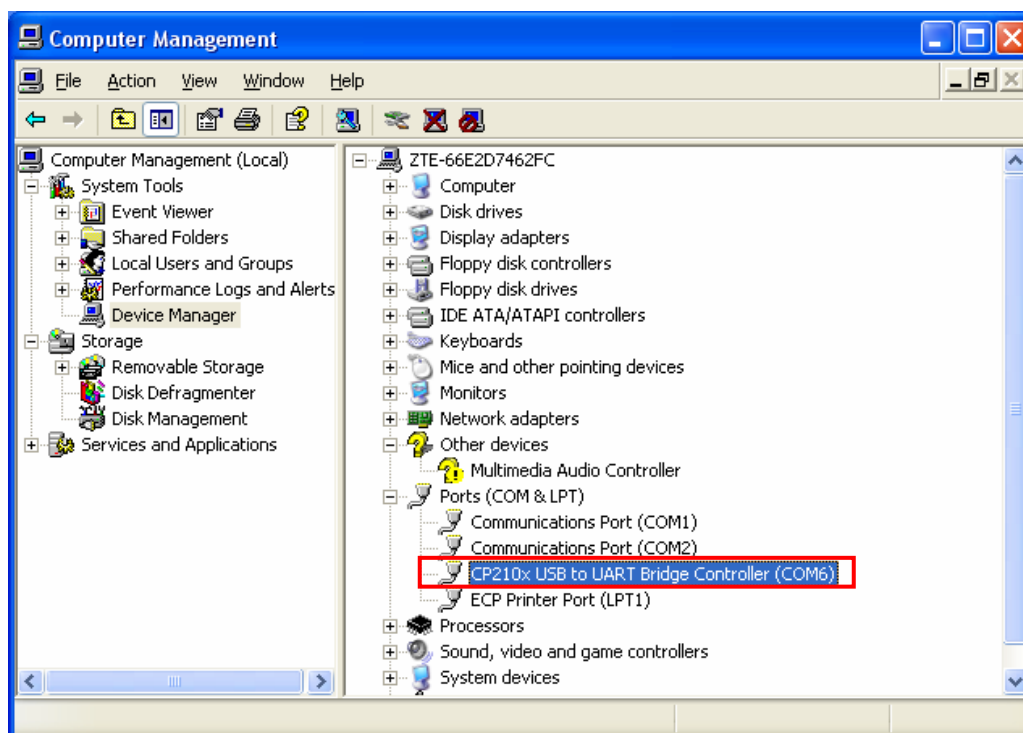 Computer Management
File Action View Window Help
Computer Management (Local)
System Tools
Event Viewer
Shared Folders
Local Users and Groups
Performance Logs and Alerts
Device Manager
Storage
Removable Storage
Disk Defragmenter
Disk Management
Services and Applications
ZTE-66E2D7462FC
Computer
Disk drives
Display adapters
Floppy disk controllers
Floppy disk drives
IDE ATA/ATAPI controllers
Keyboards
Mice and other pointing devices
Monitors
Network adapters
Other devices
Multimedia Audio Controller
Ports (COM & LPT)
Communications Port (COM1)
Communications Port (COM2)
CP210x USB to UART Bridge Controller (COM6)
ECP Printer Port (LPT1)
Processors
Sound, video and game controllers
System devices